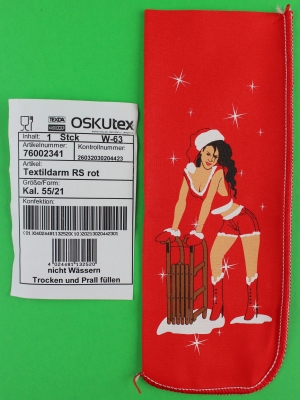 TEXDA
OSKUtex
Inhalt: 1 Stck W-63
Artikelnummer: Kontrollnummer:
76002341 26032030204423
Artikel:
Textildarm RS rot
Größe/Form:
Kal. 55/21
Konfektion:
4 024481 132520
nicht Wässern
Trocken und Prall füllen